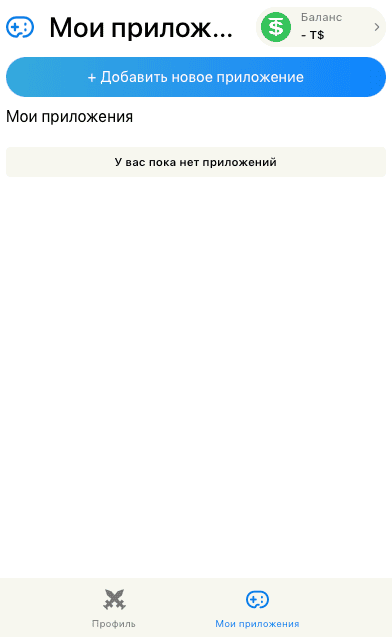 Мои прилож...
Баланс
- T$
+ Добавить новое приложение
Мои приложения
У вас пока нет приложений
Профиль
Мои приложения